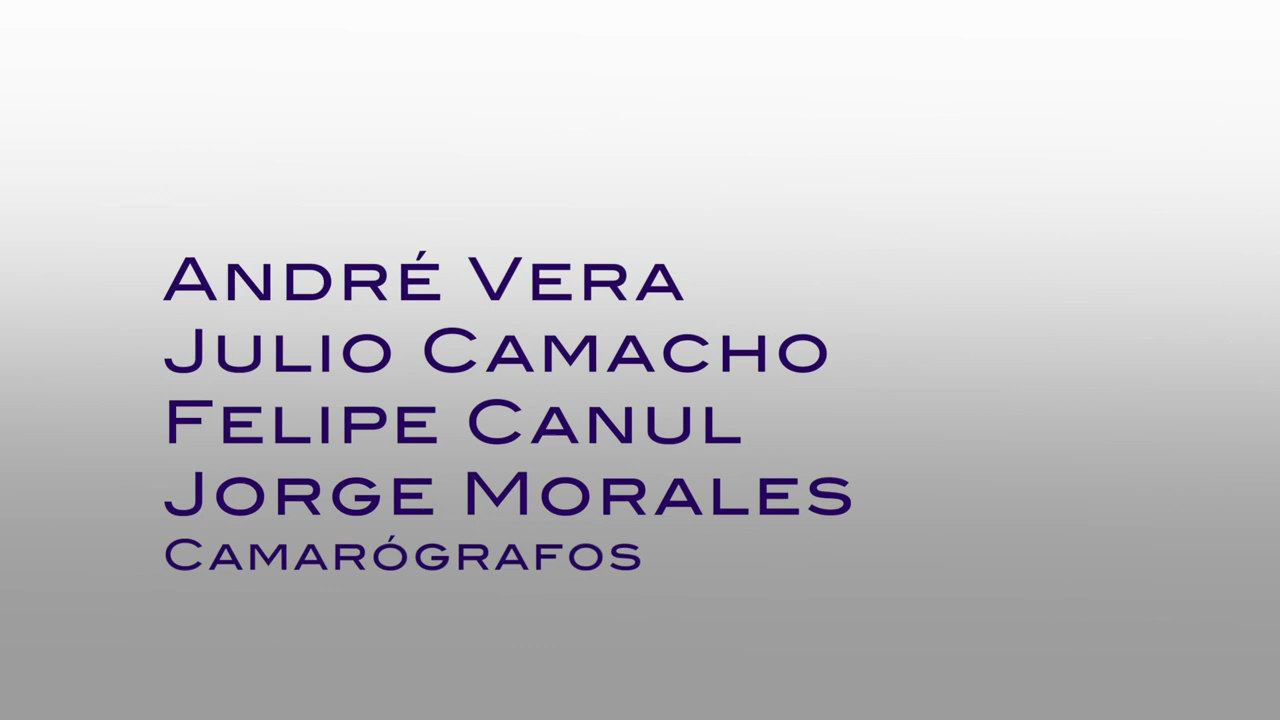 André Vera
Julio Camacho
Felipe Canul
Jorge Morales
Camarógrafos